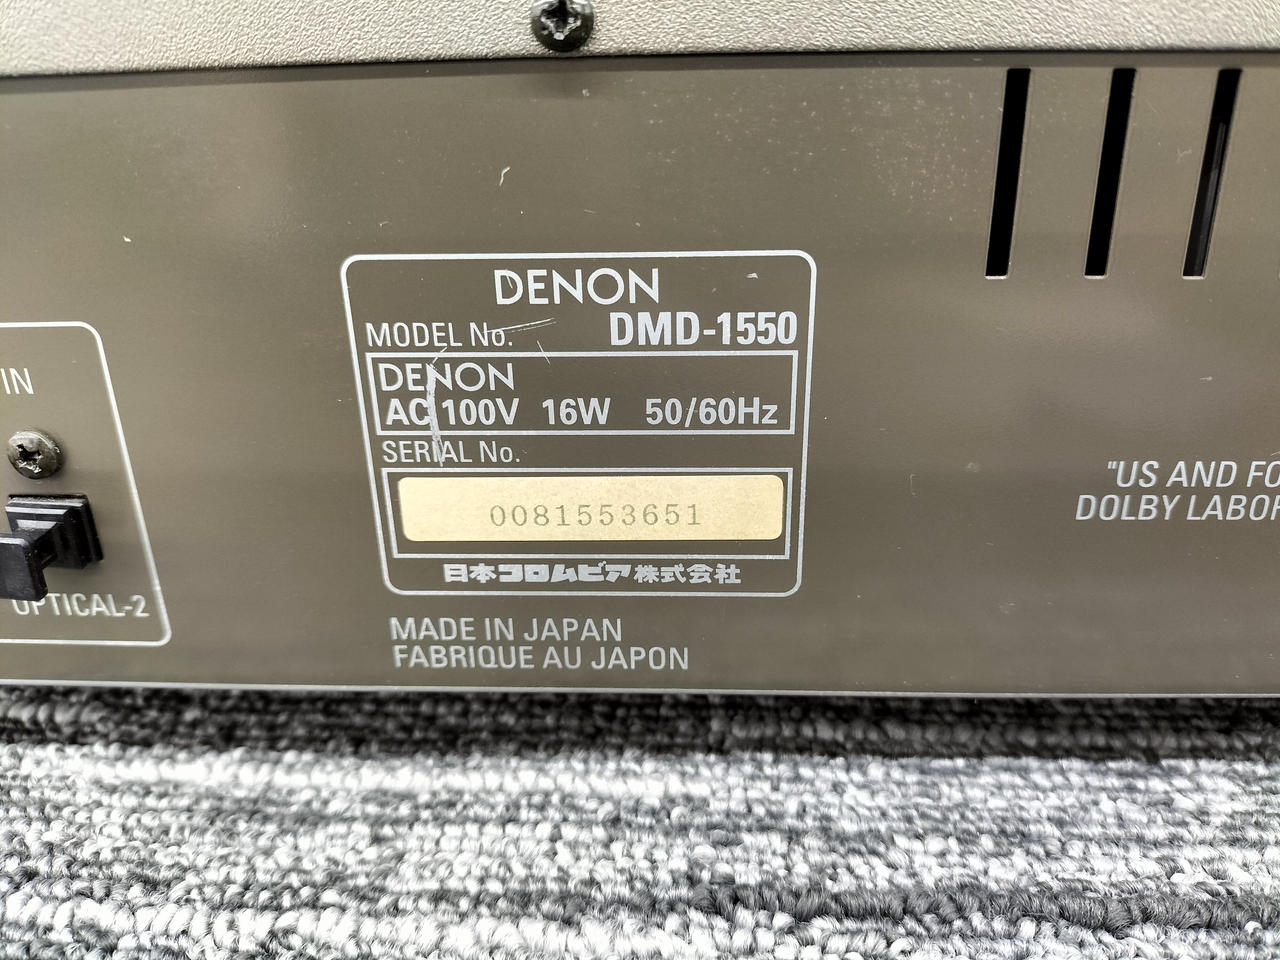 DENON
MODEL No. DMD-1550
DENON
AC 100V 16W 50/60Hz
SERIAL No.
0081553651
日本コロムビア株式会社
MADE IN JAPAN
FABRIQUE AU JAPON
IN
OPTICAL-2
"US AND FO
DOLBY LABOR